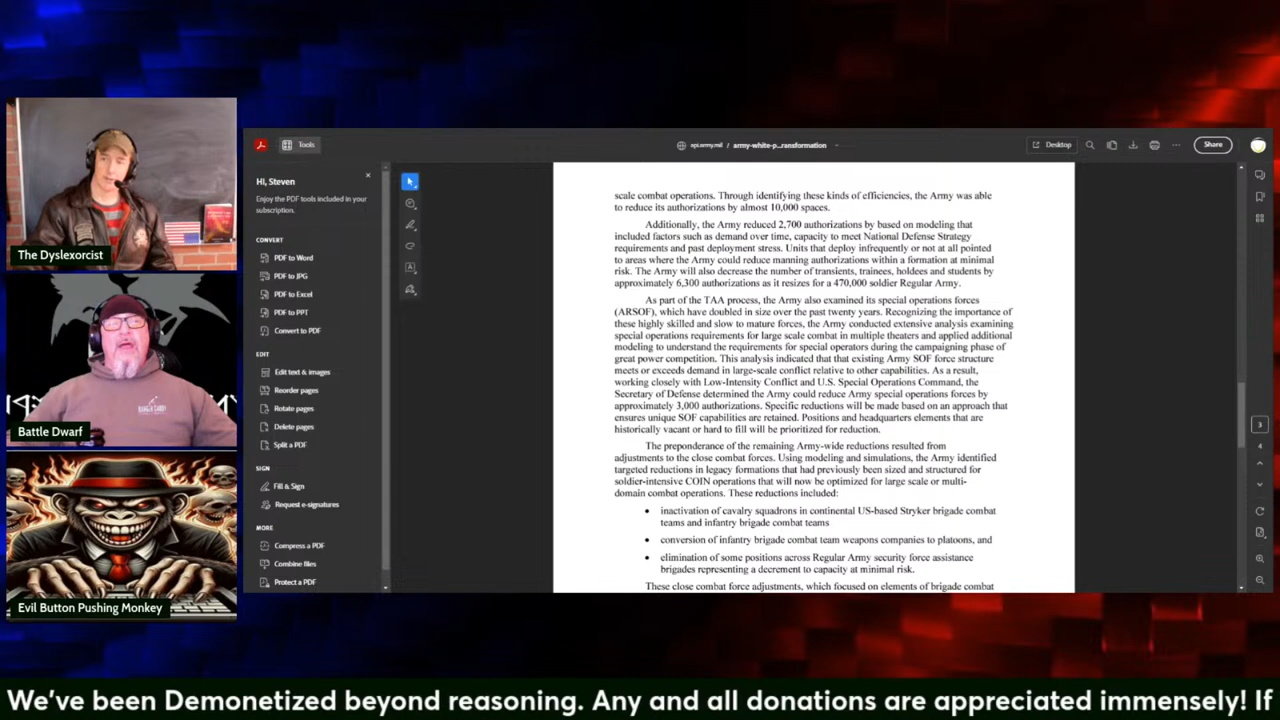 The Dyslexorcist
Battle Dwarf
Evil Button Pushing Monkey
Tools
api.army.mil / army-white-p...ransformation
Desktop
Share
Hi, Steven
Enjoy the PDF tools included in your
subscription.
CONVERT
PDF to Word
PDF to JPG
PDF to Excel
PDF to PPT
Convert to PDF
EDIT
Edit text & images
Reorder pages
Rotate pages
Delete pages
Split a PDF
SIGN
Fill & Sign
Request e-signatures
MORE
Compress a PDF
Combine files
Protect a PDF
scale combat operations. Through identifying these kinds of efficiencies, the Army was able
to reduce its authorizations by almost 10,000 spaces.
Additionally, the Army reduced 2,700 authorizations by based on modeling that
included factors such as demand over time, capacity to meet National Defense Strategy
requirements and past deployment stress. Units that deploy infrequently or not at all pointed
to areas where the Army could reduce manning authorizations within a formation at minimal
risk. The Army will also decrease the number of transients, trainees, holdees and students by
approximately 6,300 authorizations as it resizes for a 470,000 soldier Regular Army.
As part of the TAA process, the Army also examined its special operations forces
(ARSOF), which have doubled in size over the past twenty years. Recognizing the importance of
these highly skilled and slow to mature forces, the Army conducted extensive analysis examining
special operations requirements for large scale combat in multiple theaters and applied additional
modeling to understand the requirements for special operators during the campaigning phase of
great power competition. This analysis indicated that that existing Army SOF force structure
meets or exceeds demand in large-scale conflict relative to other capabilities. As a result,
working closely with Low-Intensity Conflict and U.S. Special Operations Command, the
Secretary of Defense determined the Army could reduce Army special operations forces by
approximately 3,000 authorizations. Specific reductions will be made based on an approach that
ensures unique SOF capabilities are retained. Positions and headquarters elements that are
historically vacant or hard to fill will be prioritized for reduction.
The preponderance of the remaining Army-wide reductions resulted from
adjustments to the close combat forces. Using modeling and simulations, the Army identified
targeted reductions in legacy formations that had previously been sized and structured for
soldier-intensive COIN operations that will now be optimized for large scale or multi-
domain combat operations. These reductions included:
• inactivation of cavalry squadrons in continental US-based Stryker brigade combat
teams and infantry brigade combat teams
• conversion of infantry brigade combat team weapons companies to platoons, and
• elimination of some positions across Regular Army security force assistance
brigades representing a decrement to capacity at minimal risk.
These close combat force adjustments, which focused on elements of brigade combat
3
4
We've been Demonetized beyond reasoning. Any and all donations are appreciated immensely! If